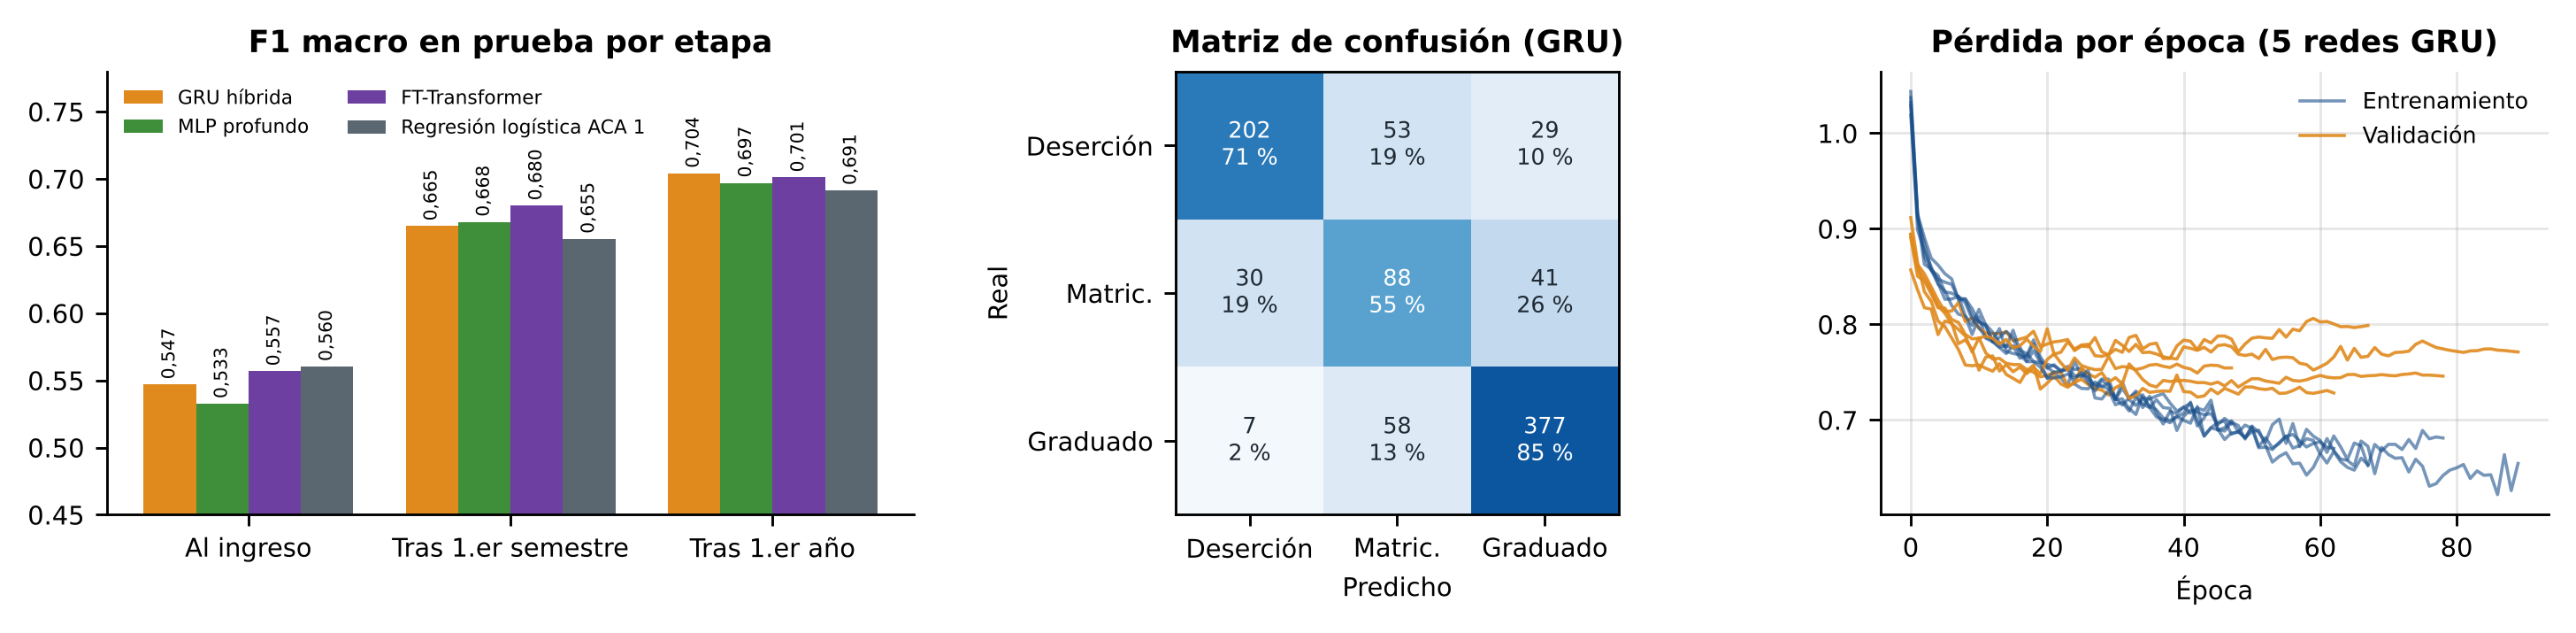 F1 macro en prueba por etapa
GRU híbrida
MLP profundo
FT-Transformer
Regresión logística ACA 1
0.75
0.70
0.65
0.60
0.55
0.50
0.45
0,547
0,533
0,557
0,560
0,665
0,668
0,680
0,655
0,704
0,697
0,701
0,691
Al ingreso
Tras 1.er semestre
Tras 1.er año
Matriz de confusión (GRU)
Real
Deserción
202
71 %
53
19 %
29
10 %
Matric.
30
19 %
88
55 %
41
26 %
Graduado
7
2 %
58
13 %
377
85 %
Deserción
Matric.
Graduado
Predicho
Pérdida por época (5 redes GRU)
Entrenamiento
Validación
1.0
0.9
0.8
0.7
0
20
40
60
80
Época